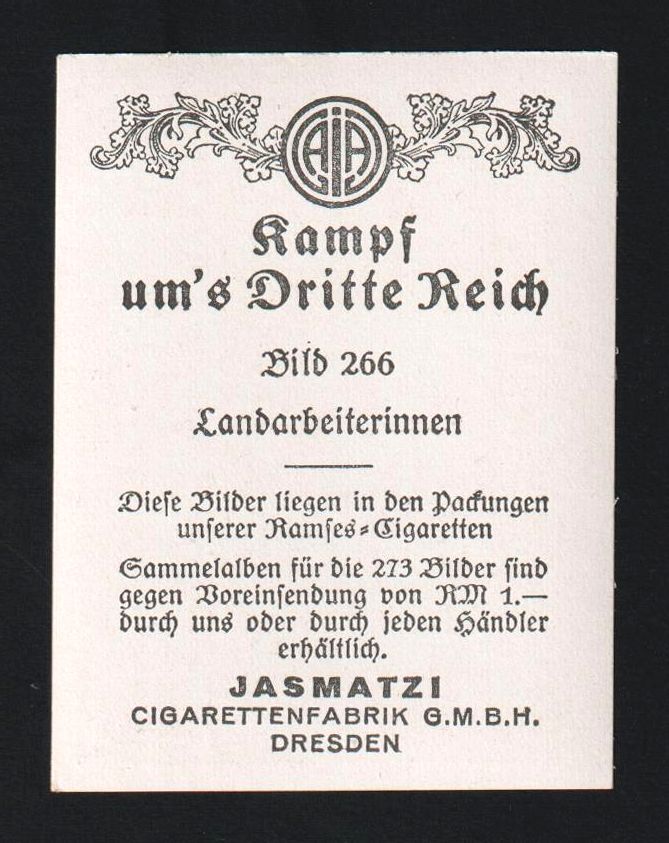 Kampf
um's Dritte Reich
Bild 266
Landarbeiterinnen
Diese Bilder liegen in den Packungen
unserer Ramses-Cigaretten
Sammelalben für die 273 Bilder sind
gegen Voreinsendung von RM 1.—
durch uns oder durch jeden Händler
erhältlich.
JASMATZI
CIGARETTENFABRIK G.M.B.H.
DRESDEN